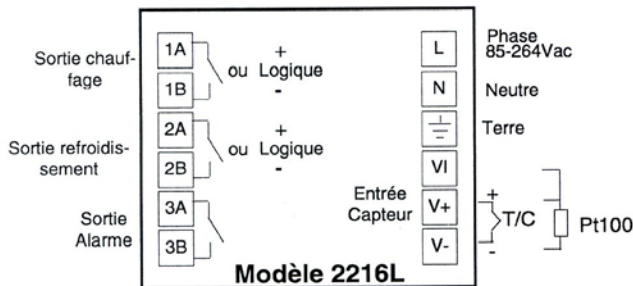 Sortie chauf-
fage
1A
1B
+
ou Logique
-
Sortie refroidis-
sement
2A
2B
+
ou Logique
-
Sortie
Alarme
3A
3B
L
Phase
85-264Vac
N
Neutre
Terre
VI
Entrée
Capteur
V+
V-
+
T/C
-
Pt100
Modèle 2216L